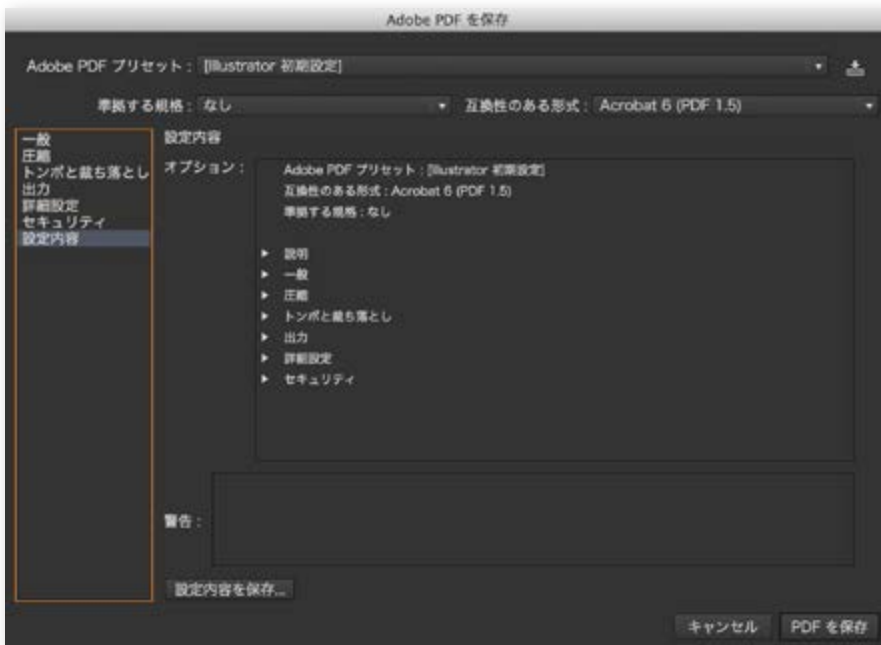 Adobe PDF を保存
Adobe PDF プリセット： [Illustrator 初期設定]
準拠する規格： なし
互換性のある形式： Acrobat 6 (PDF 1.5)
一般
圧縮
トンボと裁ち落とし
出力
詳細設定
セキュリティ
設定内容
設定内容
オプション：
Adobe PDF プリセット : [Illustrator 初期設定]
互換性のある形式 : Acrobat 6 (PDF 1.5)
準拠する規格 : なし
説明
一般
圧縮
トンボと裁ち落とし
出力
詳細設定
セキュリティ
警告：
設定内容を保存...
キャンセル
PDF を保存